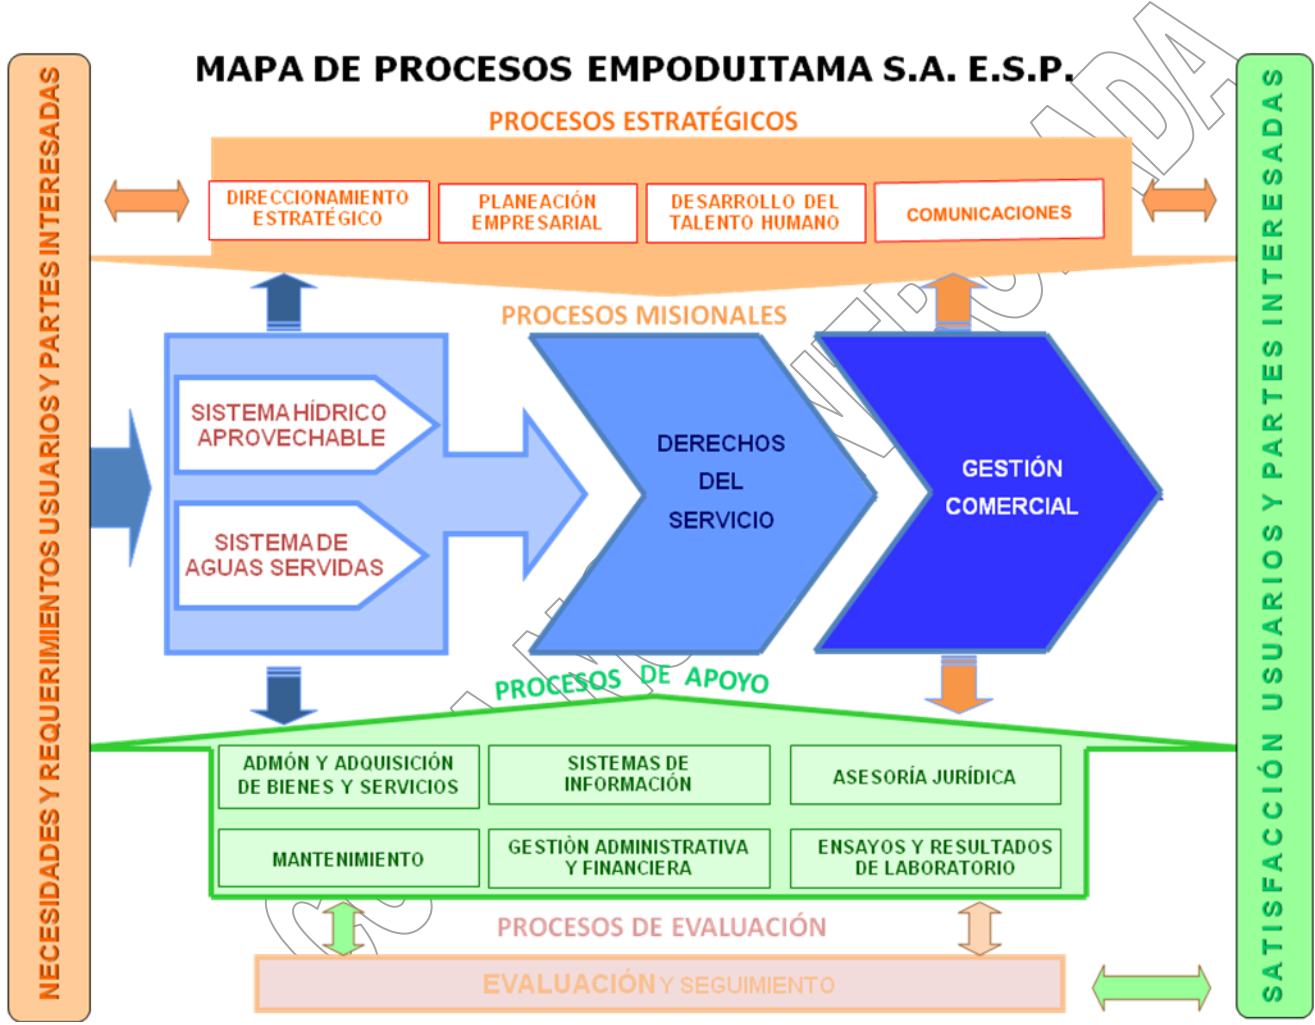 MAPA DE PROCESOS EMPODUITAMA S.A. E.S.P.
NECESIDADES Y REQUERIMIENTOS USUARIOS Y PARTES INTERESADAS
PROCESOS ESTRATÉGICOS
DIRECCIONAMIENTO
ESTRATÉGICO
PLANEACIÓN
EMPRESARIAL
DESARROLLO DEL
TALENTO HUMANO
COMUNICACIONES
PROCESOS MISIONALES
SISTEMA HÍDRICO
APROVECHABLE
SISTEMA DE
AGUAS SERVIDAS
DERECHOS
DEL
SERVICIO
GESTIÓN
COMERCIAL
PROCESOS DE APOYO
ADMÓN Y ADQUISICIÓN
DE BIENES Y SERVICIOS
SISTEMAS DE
INFORMACIÓN
ASESORÍA JURÍDICA
MANTENIMIENTO
GESTIÒN ADMINISTRATIVA
Y FINANCIERA
ENSAYOS Y RESULTADOS
DE LABORATORIO
PROCESOS DE EVALUACIÓN
EVALUACIÓN Y SEGUIMIENTO
SATISFACCIÓN USUARIOS Y PARTES INTERESADAS